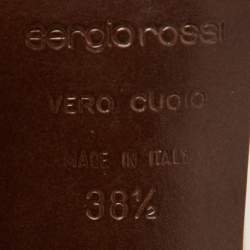 sergio rossi
VERO CUOIO
MADE IN ITALY
38½